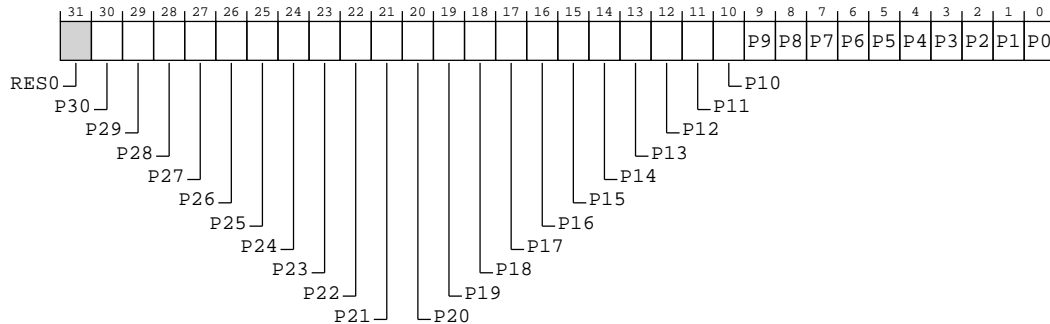 31 30 29 28 27 26 25 24 23 22 21 20 19 18 17 16 15 14 13 12 11 10 9 8 7 6 5 4 3 2 1 0
P9 P8 P7 P6 P5 P4 P3 P2 P1 P0
RES0 P10
P30 P11
P29 P12
P28 P13
P27 P14
P26 P15
P25 P16
P24 P17
P23 P18
P22 P19
P21 P20